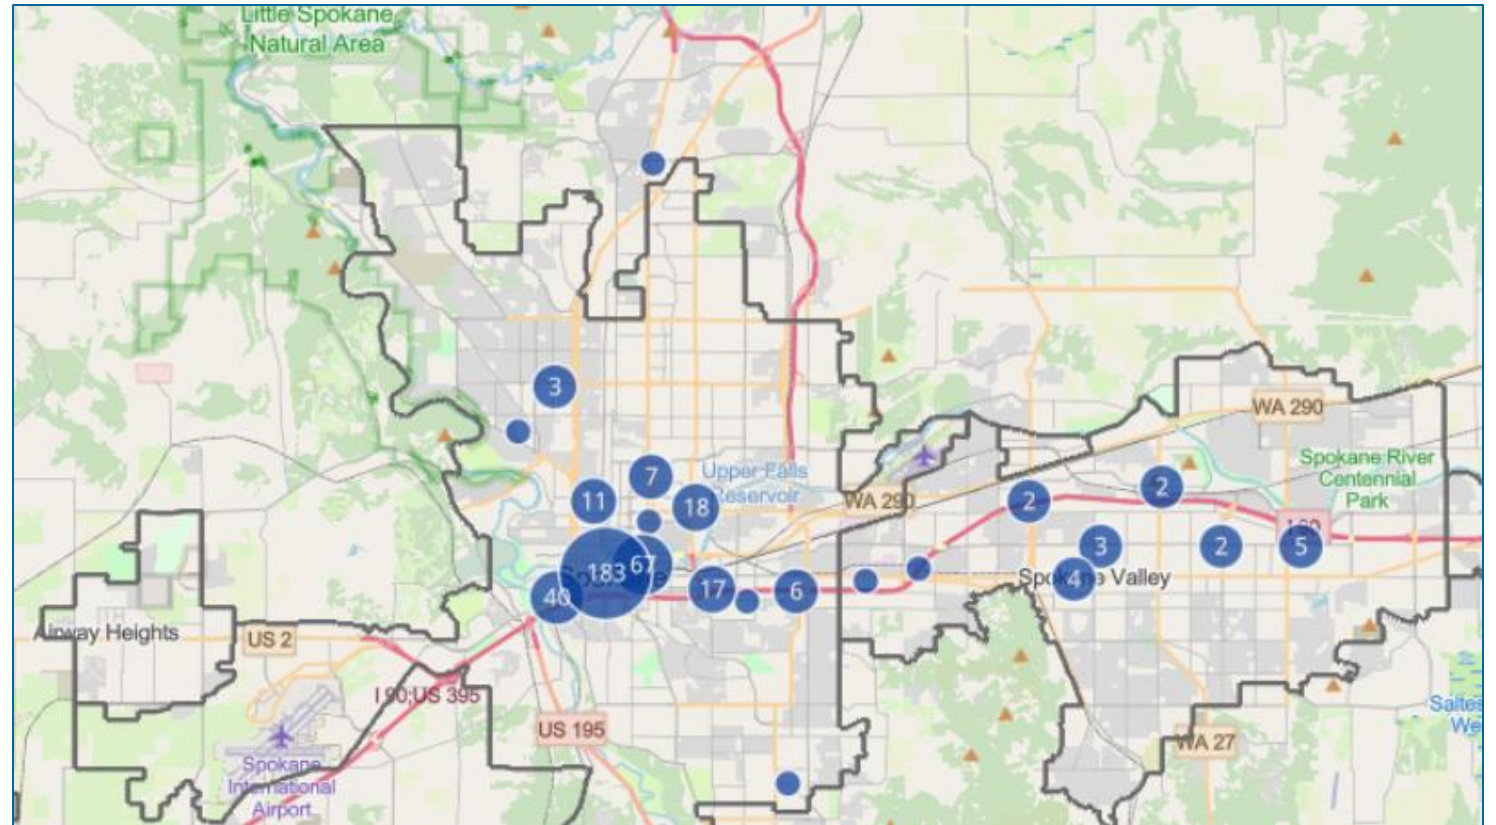 Little Spokane
Natural Area
3
WA 290
7
Upper Falls
Reservoir
Spokane River
Centennial
Park
11
18
WA 290
2
2
183
67
3
2
5
40
17
6
4
Spokane Valley
Airway Heights
US 2
I 90;US 395
US 195
Saltes
We
WA 27
Spokane
International
Airport